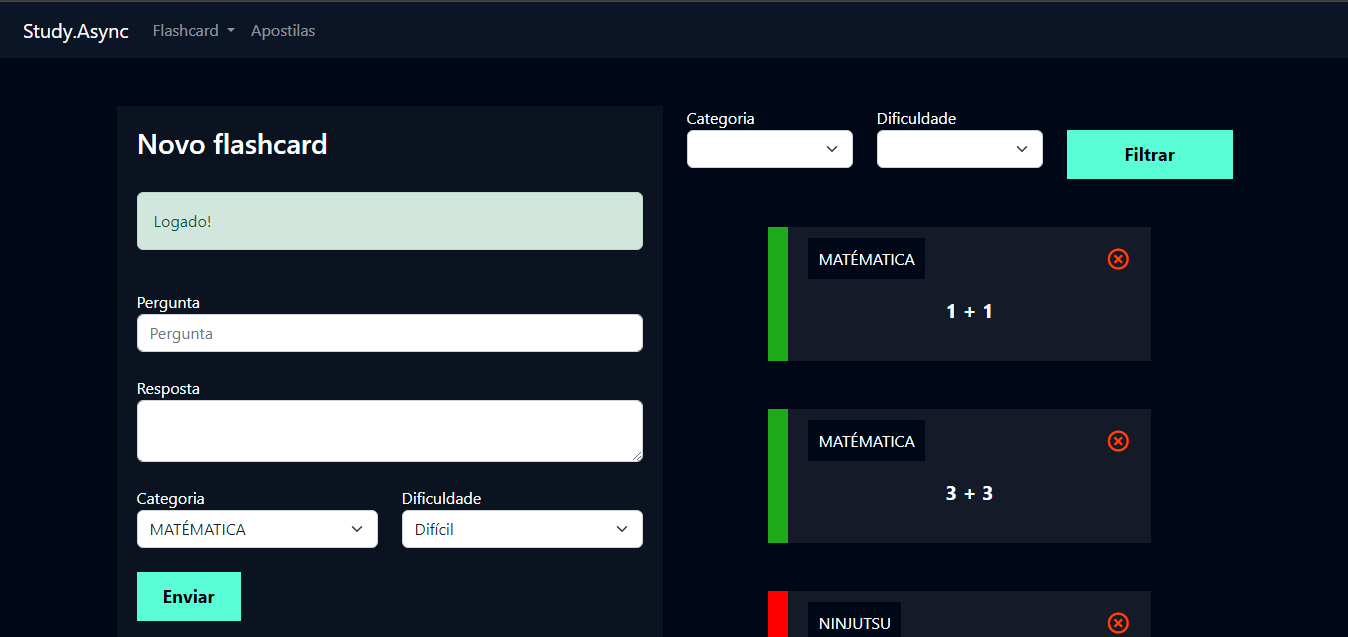 Study.Async Flashcard Apostilas
Novo flashcard
Logado!
Pergunta
Pergunta
Resposta
Categoria Dificuldade
MATÉMATICA Difícil
Enviar
Categoria Dificuldade
Filtrar
MATÉMATICA
1 + 1
MATÉMATICA
3 + 3
NINJUTSU